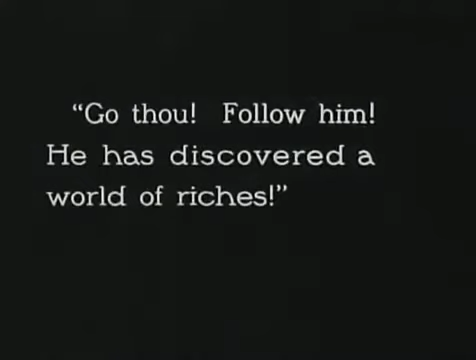 “Go thou!  Follow him!
He has discovered a
world of riches!”